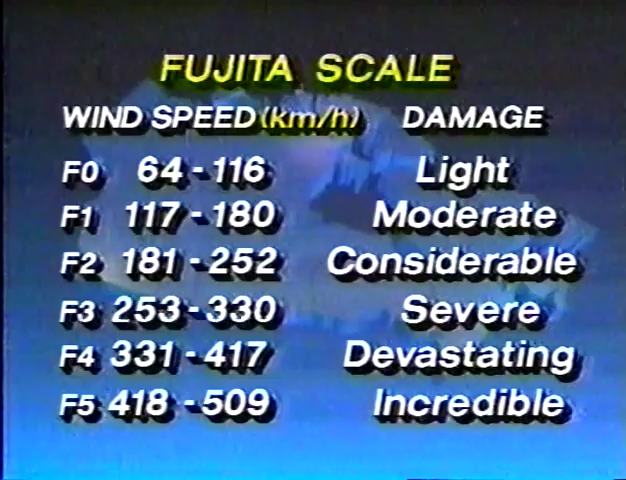 FUJITA SCALE
WIND SPEED (km/h) DAMAGE
F0 64-116 Light
F1 117-180 Moderate
F2 181-252 Considerable
F3 253-330 Severe
F4 331-417 Devastating
F5 418-509 Incredible